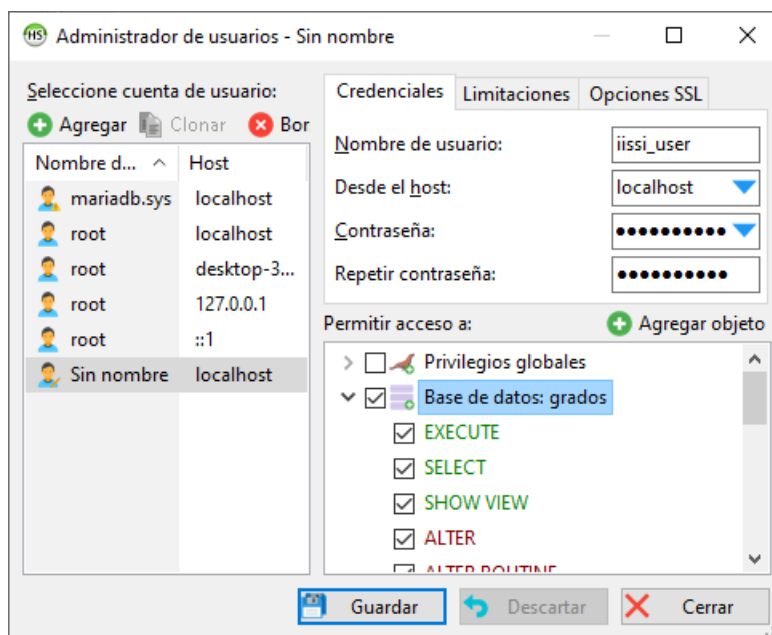 HS Administrador de usuarios - Sin nombre
Seleccione cuenta de usuario:
Agregar Clonar Bor
Nombre d... Host
mariadb.sys localhost
root localhost
root desktop-3...
root 127.0.0.1
root ::1
Sin nombre localhost
Credenciales Limitaciones Opciones SSL
Nombre de usuario: iissi_user
Desde el host: localhost
Contraseña: ●●●●●●●●●●
Repetir contraseña: ●●●●●●●●●●
Permitir acceso a: Agregar objeto
Privilegios globales
Base de datos: grados
EXECUTE
SELECT
SHOW VIEW
ALTER
ALTER ROUTINE
Guardar Descartar Cerrar